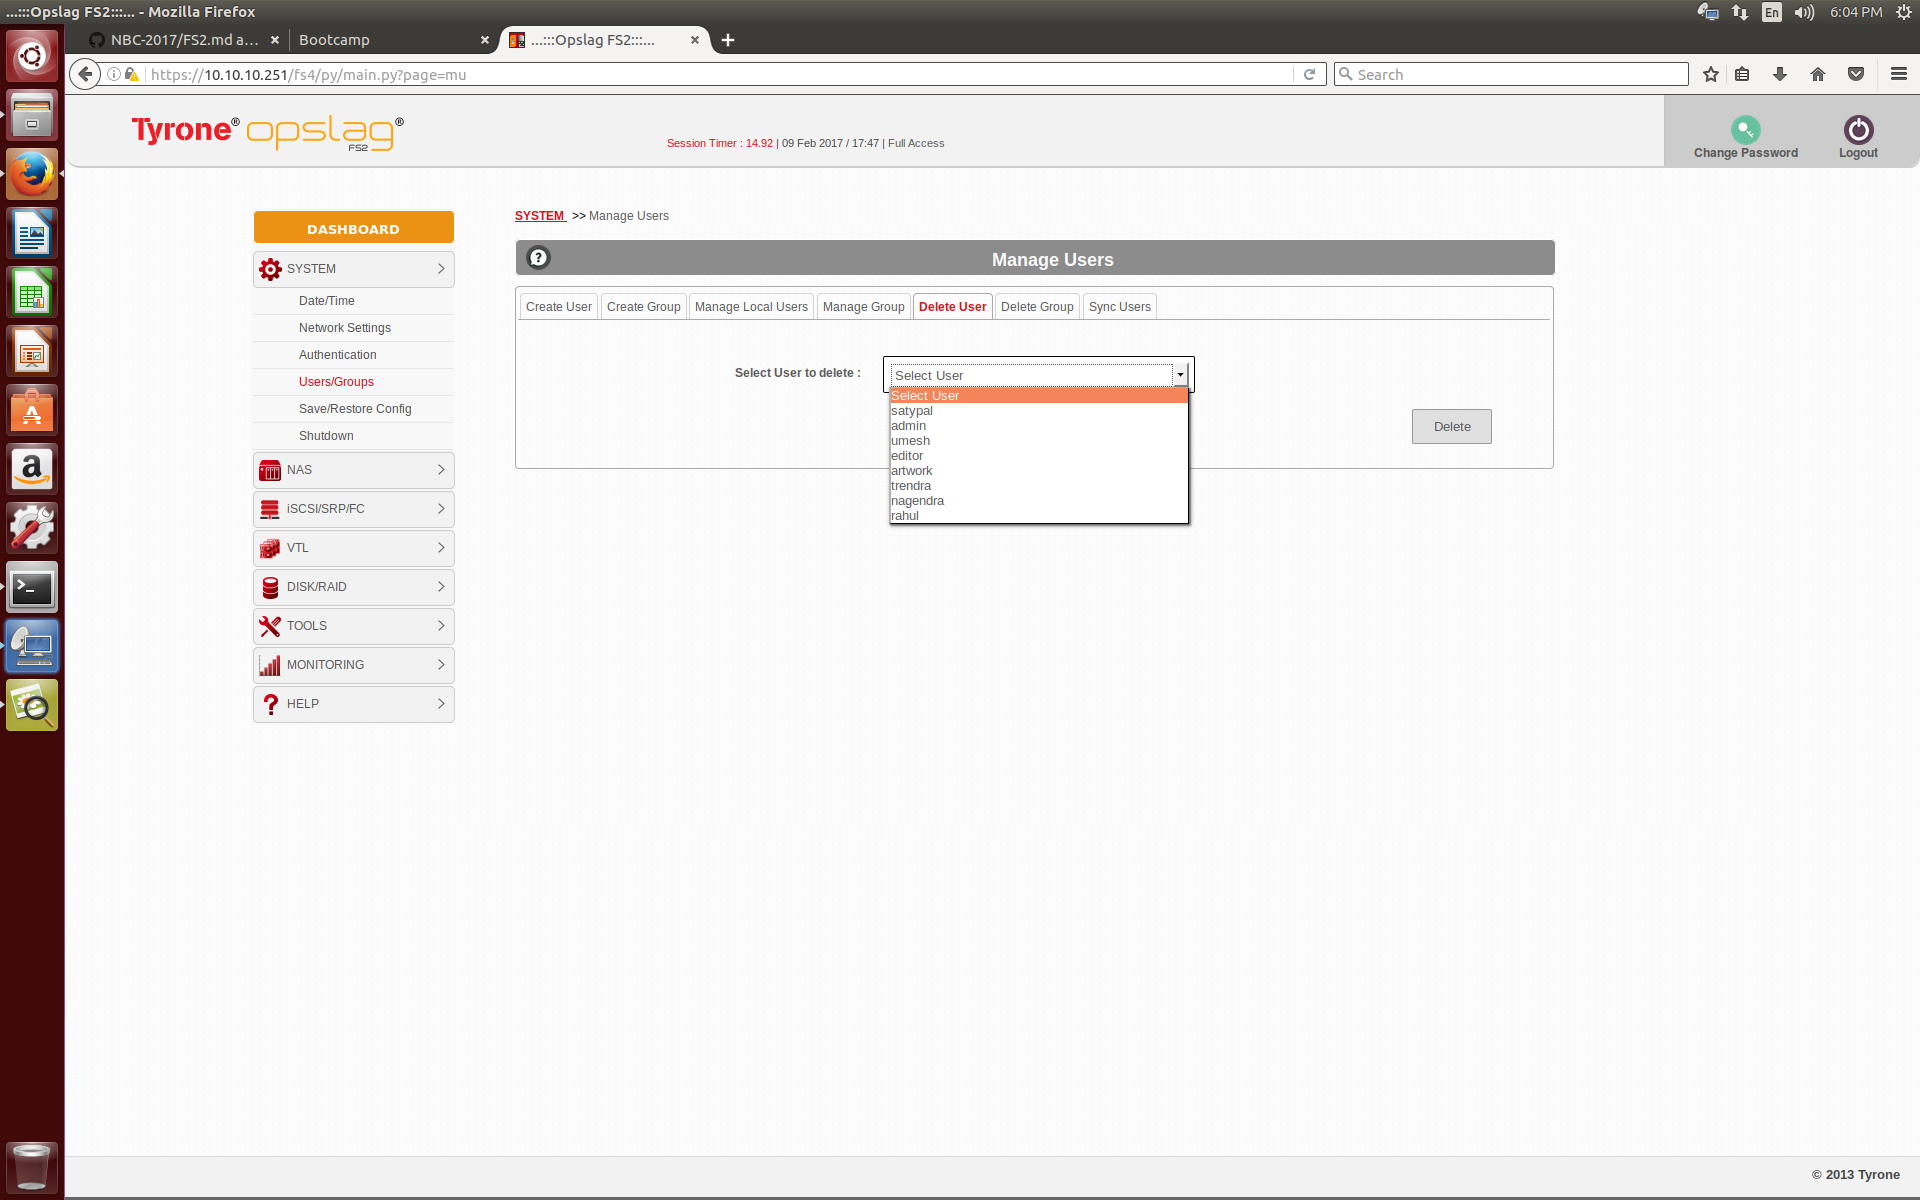 ...:::Opslag FS2:::... - Mozilla Firefox
En
6:04 PM
NBC-2017/FS2.md a...
Bootcamp
...:::Opslag FS2:::...
https://10.10.10.251/fs4/py/main.py?page=mu
Search
Tyrone® opslag® FS2
Session Timer : 14.92 | 09 Feb 2017 / 17:47 | Full Access
Change Password
Logout
DASHBOARD
SYSTEM
Date/Time
Network Settings
Authentication
Users/Groups
Save/Restore Config
Shutdown
NAS
iSCSI/SRP/FC
VTL
DISK/RAID
TOOLS
MONITORING
HELP
SYSTEM >> Manage Users
? Manage Users
Create User
Create Group
Manage Local Users
Manage Group
Delete User
Delete Group
Sync Users
Select User to delete :
Select User
Select User
satypal
admin
umesh
editor
artwork
trendra
nagendra
rahul
Delete
© 2013 Tyrone